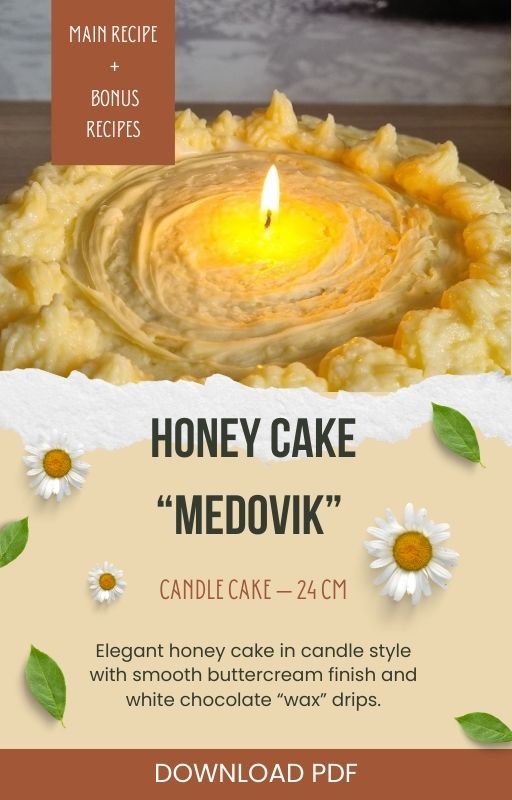 MAIN RECIPE
+
BONUS
RECIPES
HONEY CAKE
“MEDOVIK”
CANDLE CAKE – 24 CM
Elegant honey cake in candle style
with smooth buttercream finish and
white chocolate “wax” drips.
DOWNLOAD PDF